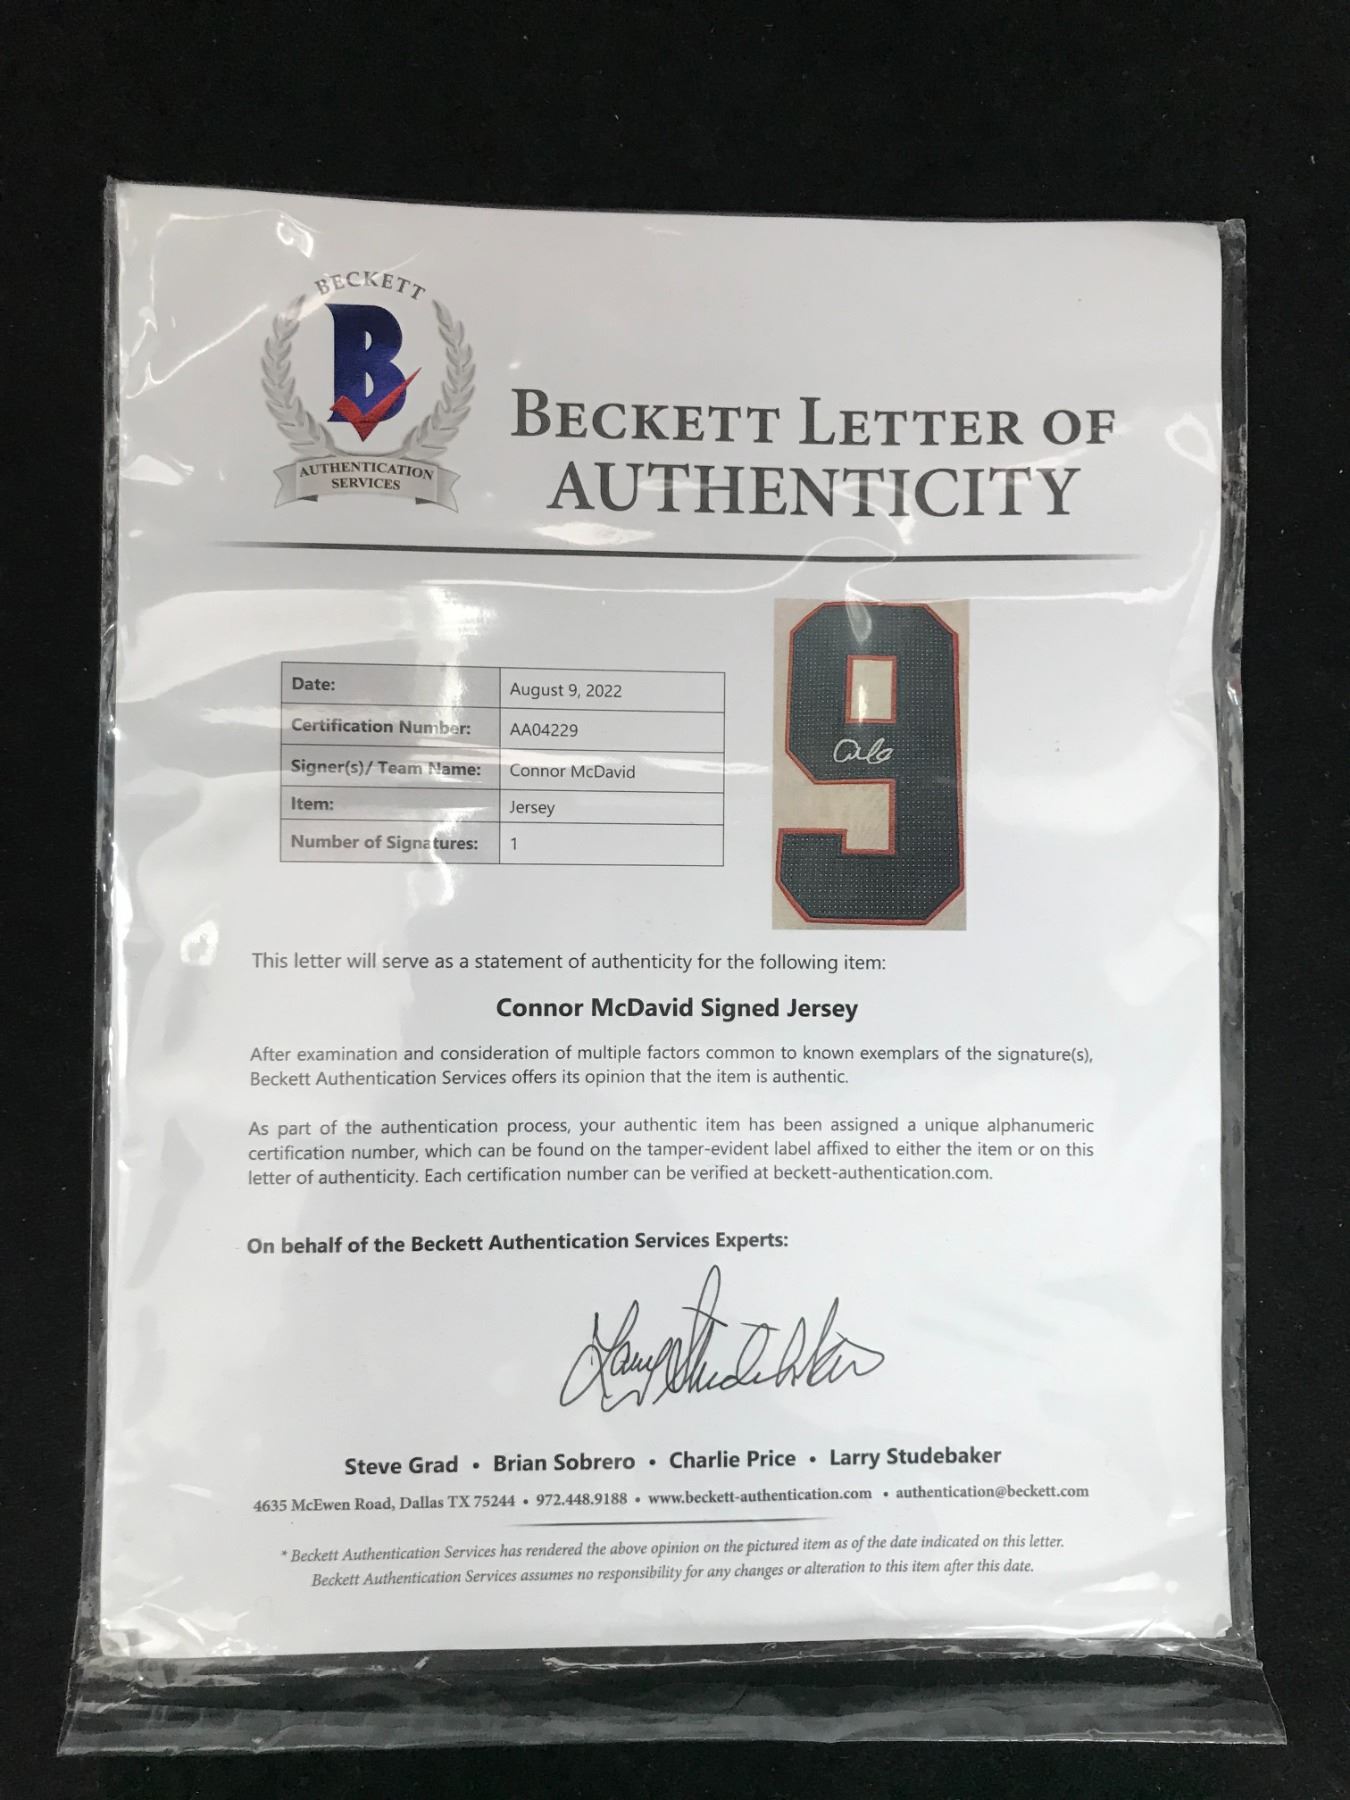 BECKETT
B
AUTHENTICATION
SERVICES
BECKETT LETTER OF
AUTHENTICITY
Date: August 9, 2022
Certification Number: AA04229
Signer(s)/ Team Name: Connor McDavid
Item: Jersey
Number of Signatures: 1
9
This letter will serve as a statement of authenticity for the following item:
Connor McDavid Signed Jersey
After examination and consideration of multiple factors common to known exemplars of the signature(s),
Beckett Authentication Services offers its opinion that the item is authentic.
As part of the authentication process, your authentic item has been assigned a unique alphanumeric
certification number, which can be found on the tamper-evident label affixed to either the item or on this
letter of authenticity. Each certification number can be verified at beckett-authentication.com.
On behalf of the Beckett Authentication Services Experts:
Larry Studebaker
Steve Grad • Brian Sobrero • Charlie Price • Larry Studebaker
4635 McEwen Road, Dallas TX 75244 • 972.448.9188 • www.beckett-authentication.com • authentication@beckett.com
* Beckett Authentication Services has rendered the above opinion on the pictured item as of the date indicated on this letter.
Beckett Authentication Services assumes no responsibility for any changes or alteration to this item after this date.